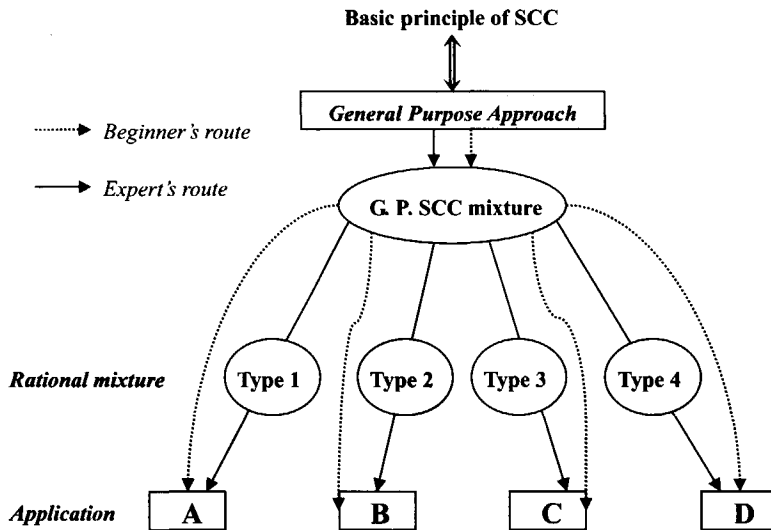 Basic principle of SCC
General Purpose Approach
Beginner's route
Expert's route
G. P. SCC mixture
Rational mixture
Type 1
Type 2
Type 3
Type 4
Application
A
B
C
D